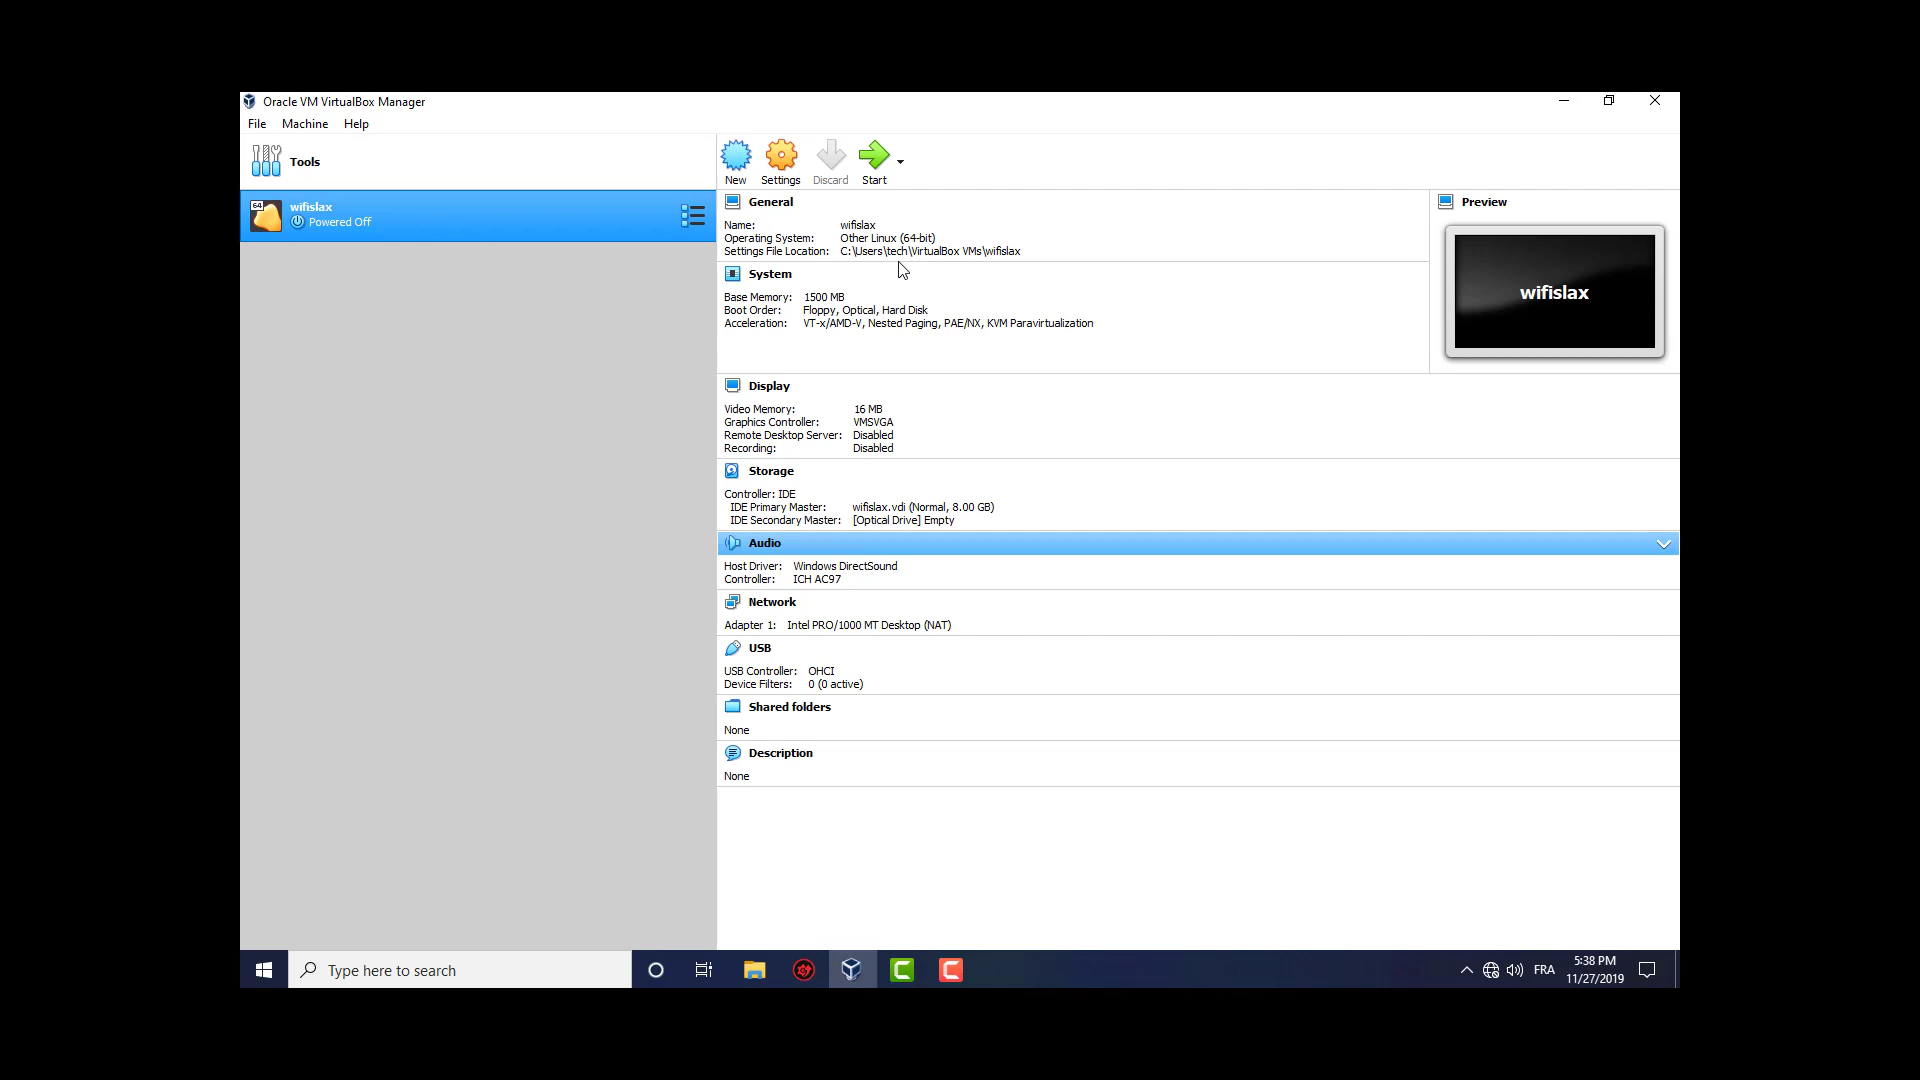 Oracle VM VirtualBox Manager
File Machine Help
Tools
New Settings Discard Start
64
wifislax
Powered Off
General
Name: wifislax
Operating System: Other Linux (64-bit)
Settings File Location: C:\Users\tech\VirtualBox VMs\wifislax
Preview
wifislax
System
Base Memory: 1500 MB
Boot Order: Floppy, Optical, Hard Disk
Acceleration: VT-x/AMD-V, Nested Paging, PAE/NX, KVM Paravirtualization
Display
Video Memory: 16 MB
Graphics Controller: VMSVGA
Remote Desktop Server: Disabled
Recording: Disabled
Storage
Controller: IDE
IDE Primary Master: wifislax.vdi (Normal, 8.00 GB)
IDE Secondary Master: [Optical Drive] Empty
Audio
Host Driver: Windows DirectSound
Controller: ICH AC97
Network
Adapter 1: Intel PRO/1000 MT Desktop (NAT)
USB
USB Controller: OHCI
Device Filters: 0 (0 active)
Shared folders
None
Description
None
Type here to search
FRA
5:38 PM
11/27/2019